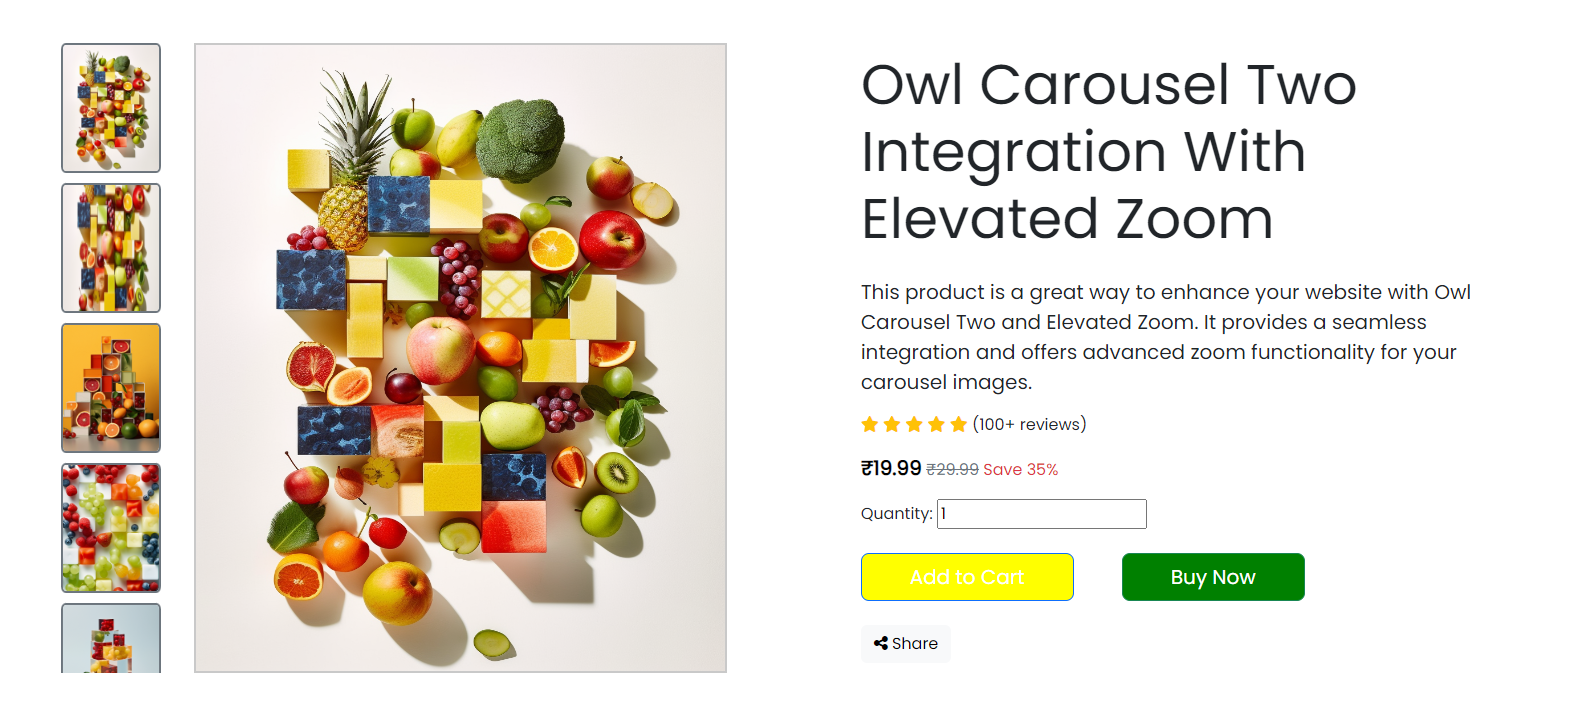 Owl Carousel Two
Integration With
Elevated Zoom
This product is a great way to enhance your website with Owl
Carousel Two and Elevated Zoom. It provides a seamless
integration and offers advanced zoom functionality for your
carousel images.
(100+ reviews)
₹19.99 ₹29.99 Save 35%
Quantity: 1
Add to Cart Buy Now
Share